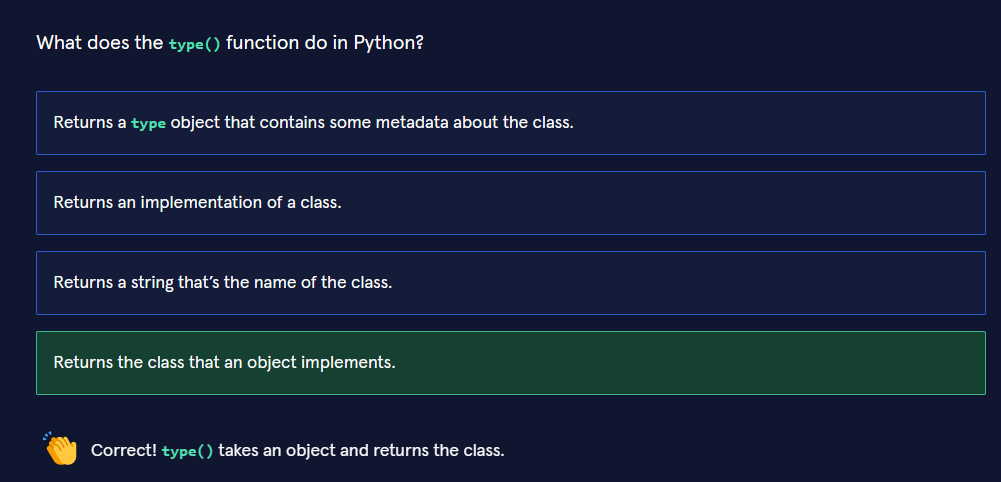 What does the type() function do in Python?
Returns a type object that contains some metadata about the class.
Returns an implementation of a class.
Returns a string that’s the name of the class.
Returns the class that an object implements.
Correct! type() takes an object and returns the class.